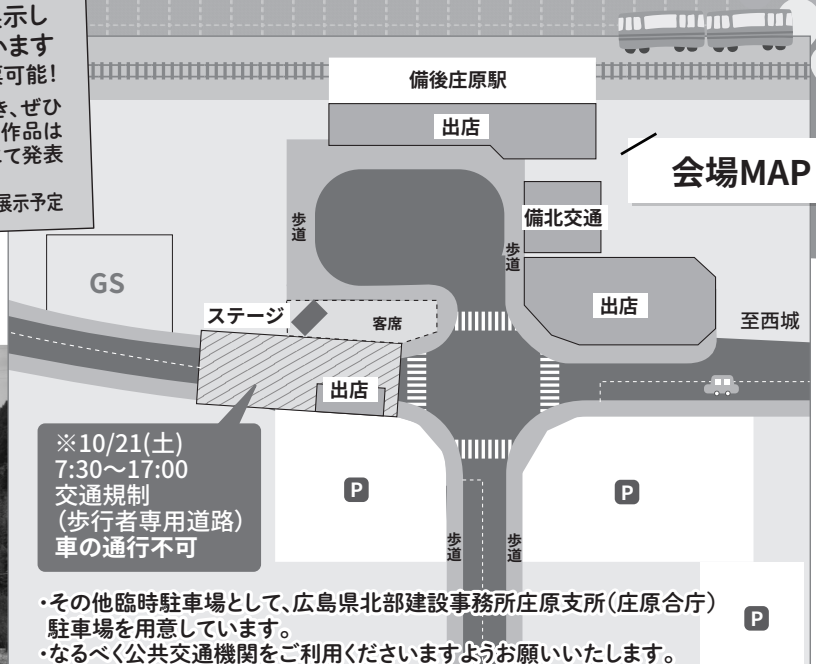 示し
います
可能!
き、ぜひ
作品は
て発表
展示予定
備後庄原駅
出店
会場MAP
歩道
備北交通
歩道
GS
出店
ステージ
客席
至西城
出店
※10/21(土)
7:30〜17:00
交通規制
(歩行者専用道路)
車の通行不可
P
P
歩道
歩道
・その他臨時駐車場として、広島県北部建設事務所庄原支所(庄原合庁)
駐車場を用意しています。
P
・なるべく公共交通機関をご利用くださいますようお願いいたします。